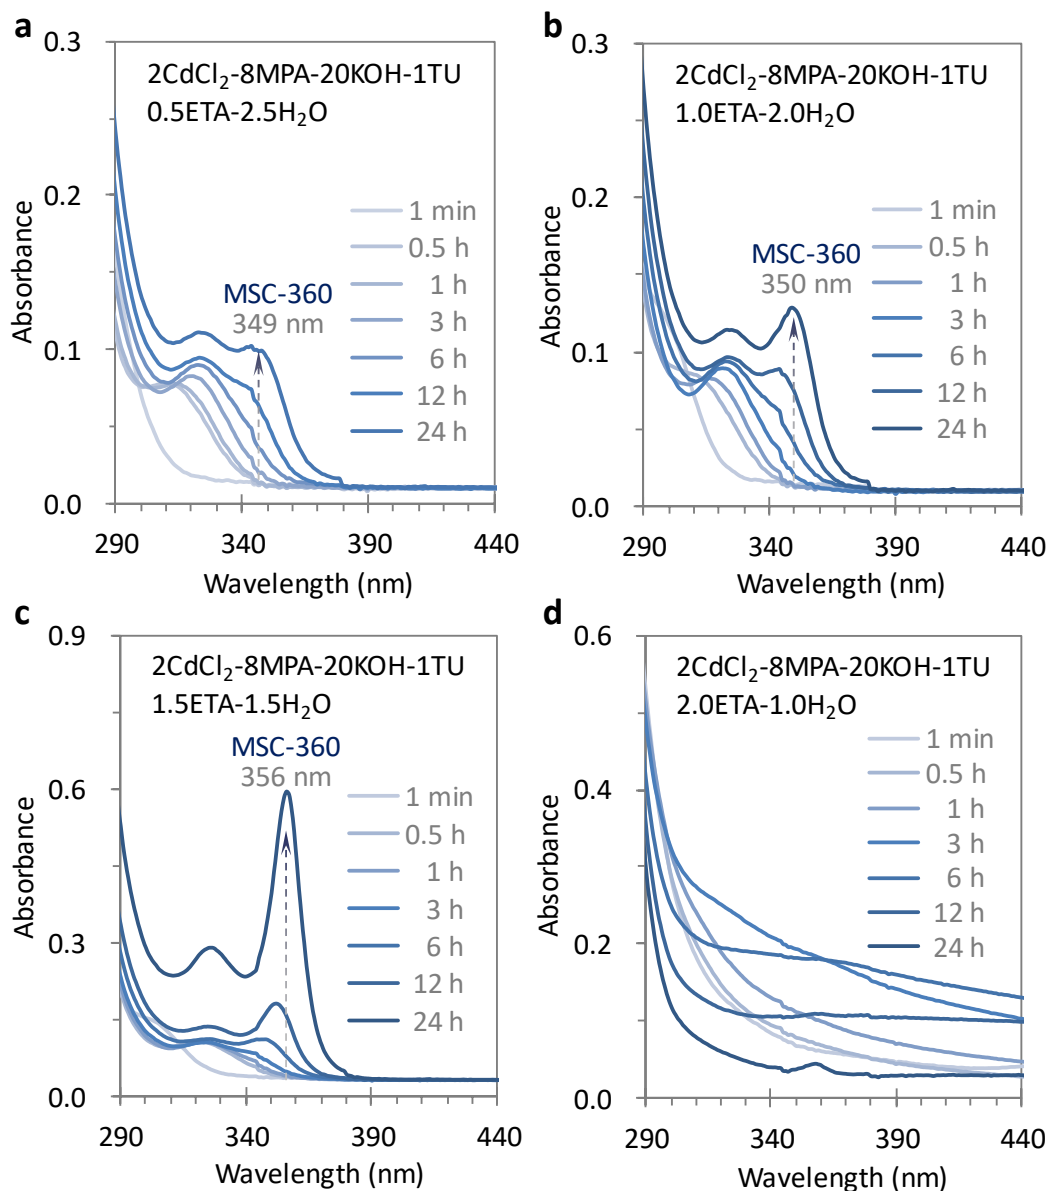 a
2CdCl₂-8MPA-20KOH-1TU
0.5ETA-2.5H₂O
MSC-360
349 nm
1 min
0.5 h
1 h
3 h
6 h
12 h
24 h
0.3
0.2
0.1
0.0
Absorbance
290 340 390 440
Wavelength (nm)
b
2CdCl₂-8MPA-20KOH-1TU
1.0ETA-2.0H₂O
MSC-360
350 nm
1 min
0.5 h
1 h
3 h
6 h
12 h
24 h
0.3
0.2
0.1
0.0
Absorbance
290 340 390 440
Wavelength (nm)
c
2CdCl₂-8MPA-20KOH-1TU
1.5ETA-1.5H₂O
MSC-360
356 nm
1 min
0.5 h
1 h
3 h
6 h
12 h
24 h
0.9
0.6
0.3
0.0
Absorbance
290 340 390 440
Wavelength (nm)
d
2CdCl₂-8MPA-20KOH-1TU
2.0ETA-1.0H₂O
1 min
0.5 h
1 h
3 h
6 h
12 h
24 h
0.6
0.4
0.2
0.0
Absorbance
290 340 390 440
Wavelength (nm)